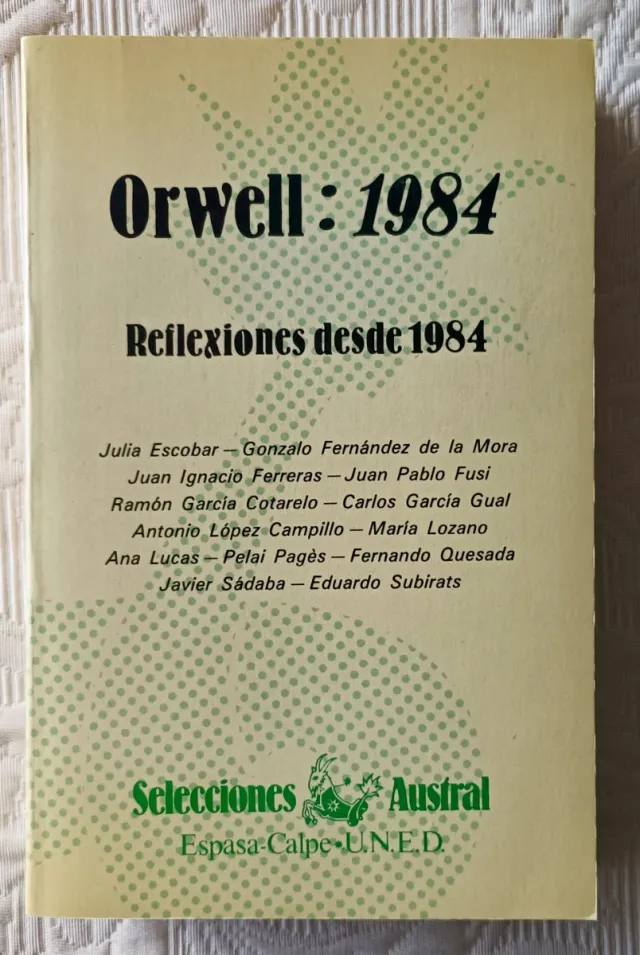 Orwell: 1984
Reflexiones desde 1984
Julia Escobar — Gonzalo Fernández de la Mora
Juan Ignacio Ferreras — Juan Pablo Fusi
Ramón García Cotarelo — Carlos García Gual
Antonio López Campillo — María Lozano
Ana Lucas — Pelai Pagès — Fernando Quesada
Javier Sádaba — Eduardo Subirats
Selecciones Austral
Espasa-Calpe • U.N.E.D.